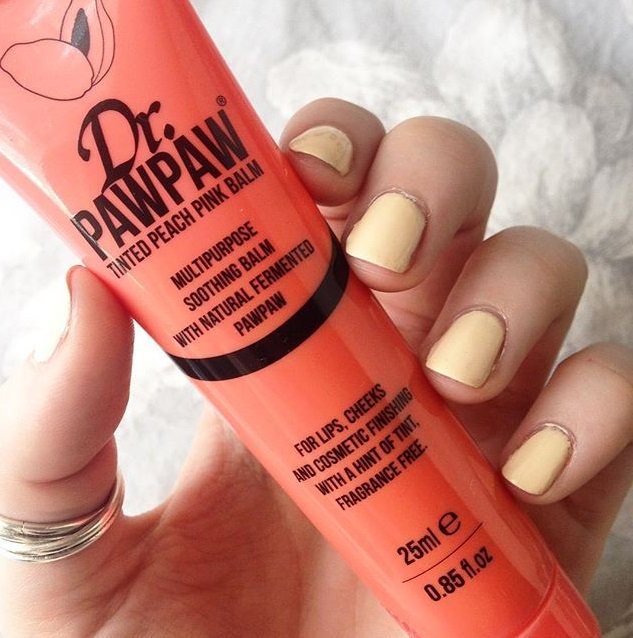 Dr.
PAWPAW®
TINTED PEACH PINK BALM
MULTIPURPOSE
SOOTHING BALM
WITH NATURAL FERMENTED
PAWPAW
FOR LIPS, CHEEKS
AND COSMETIC FINISHING
WITH A HINT OF TINT,
FRAGRANCE FREE
25ml ℮
0.85 fl.oz